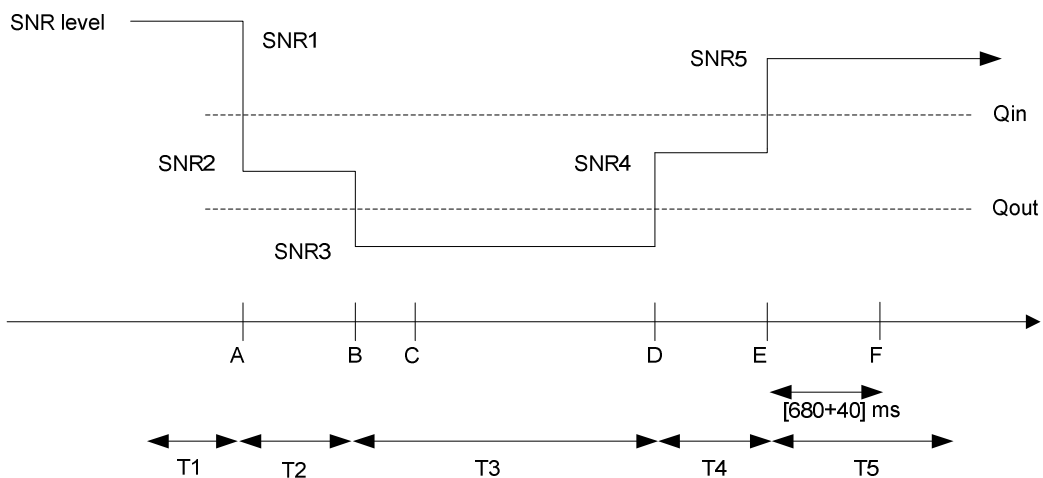 SNR level
SNR1
SNR5
Qin
SNR2
SNR4
Qout
SNR3
A B C D E F
[680+40] ms
T1 T2 T3 T4 T5